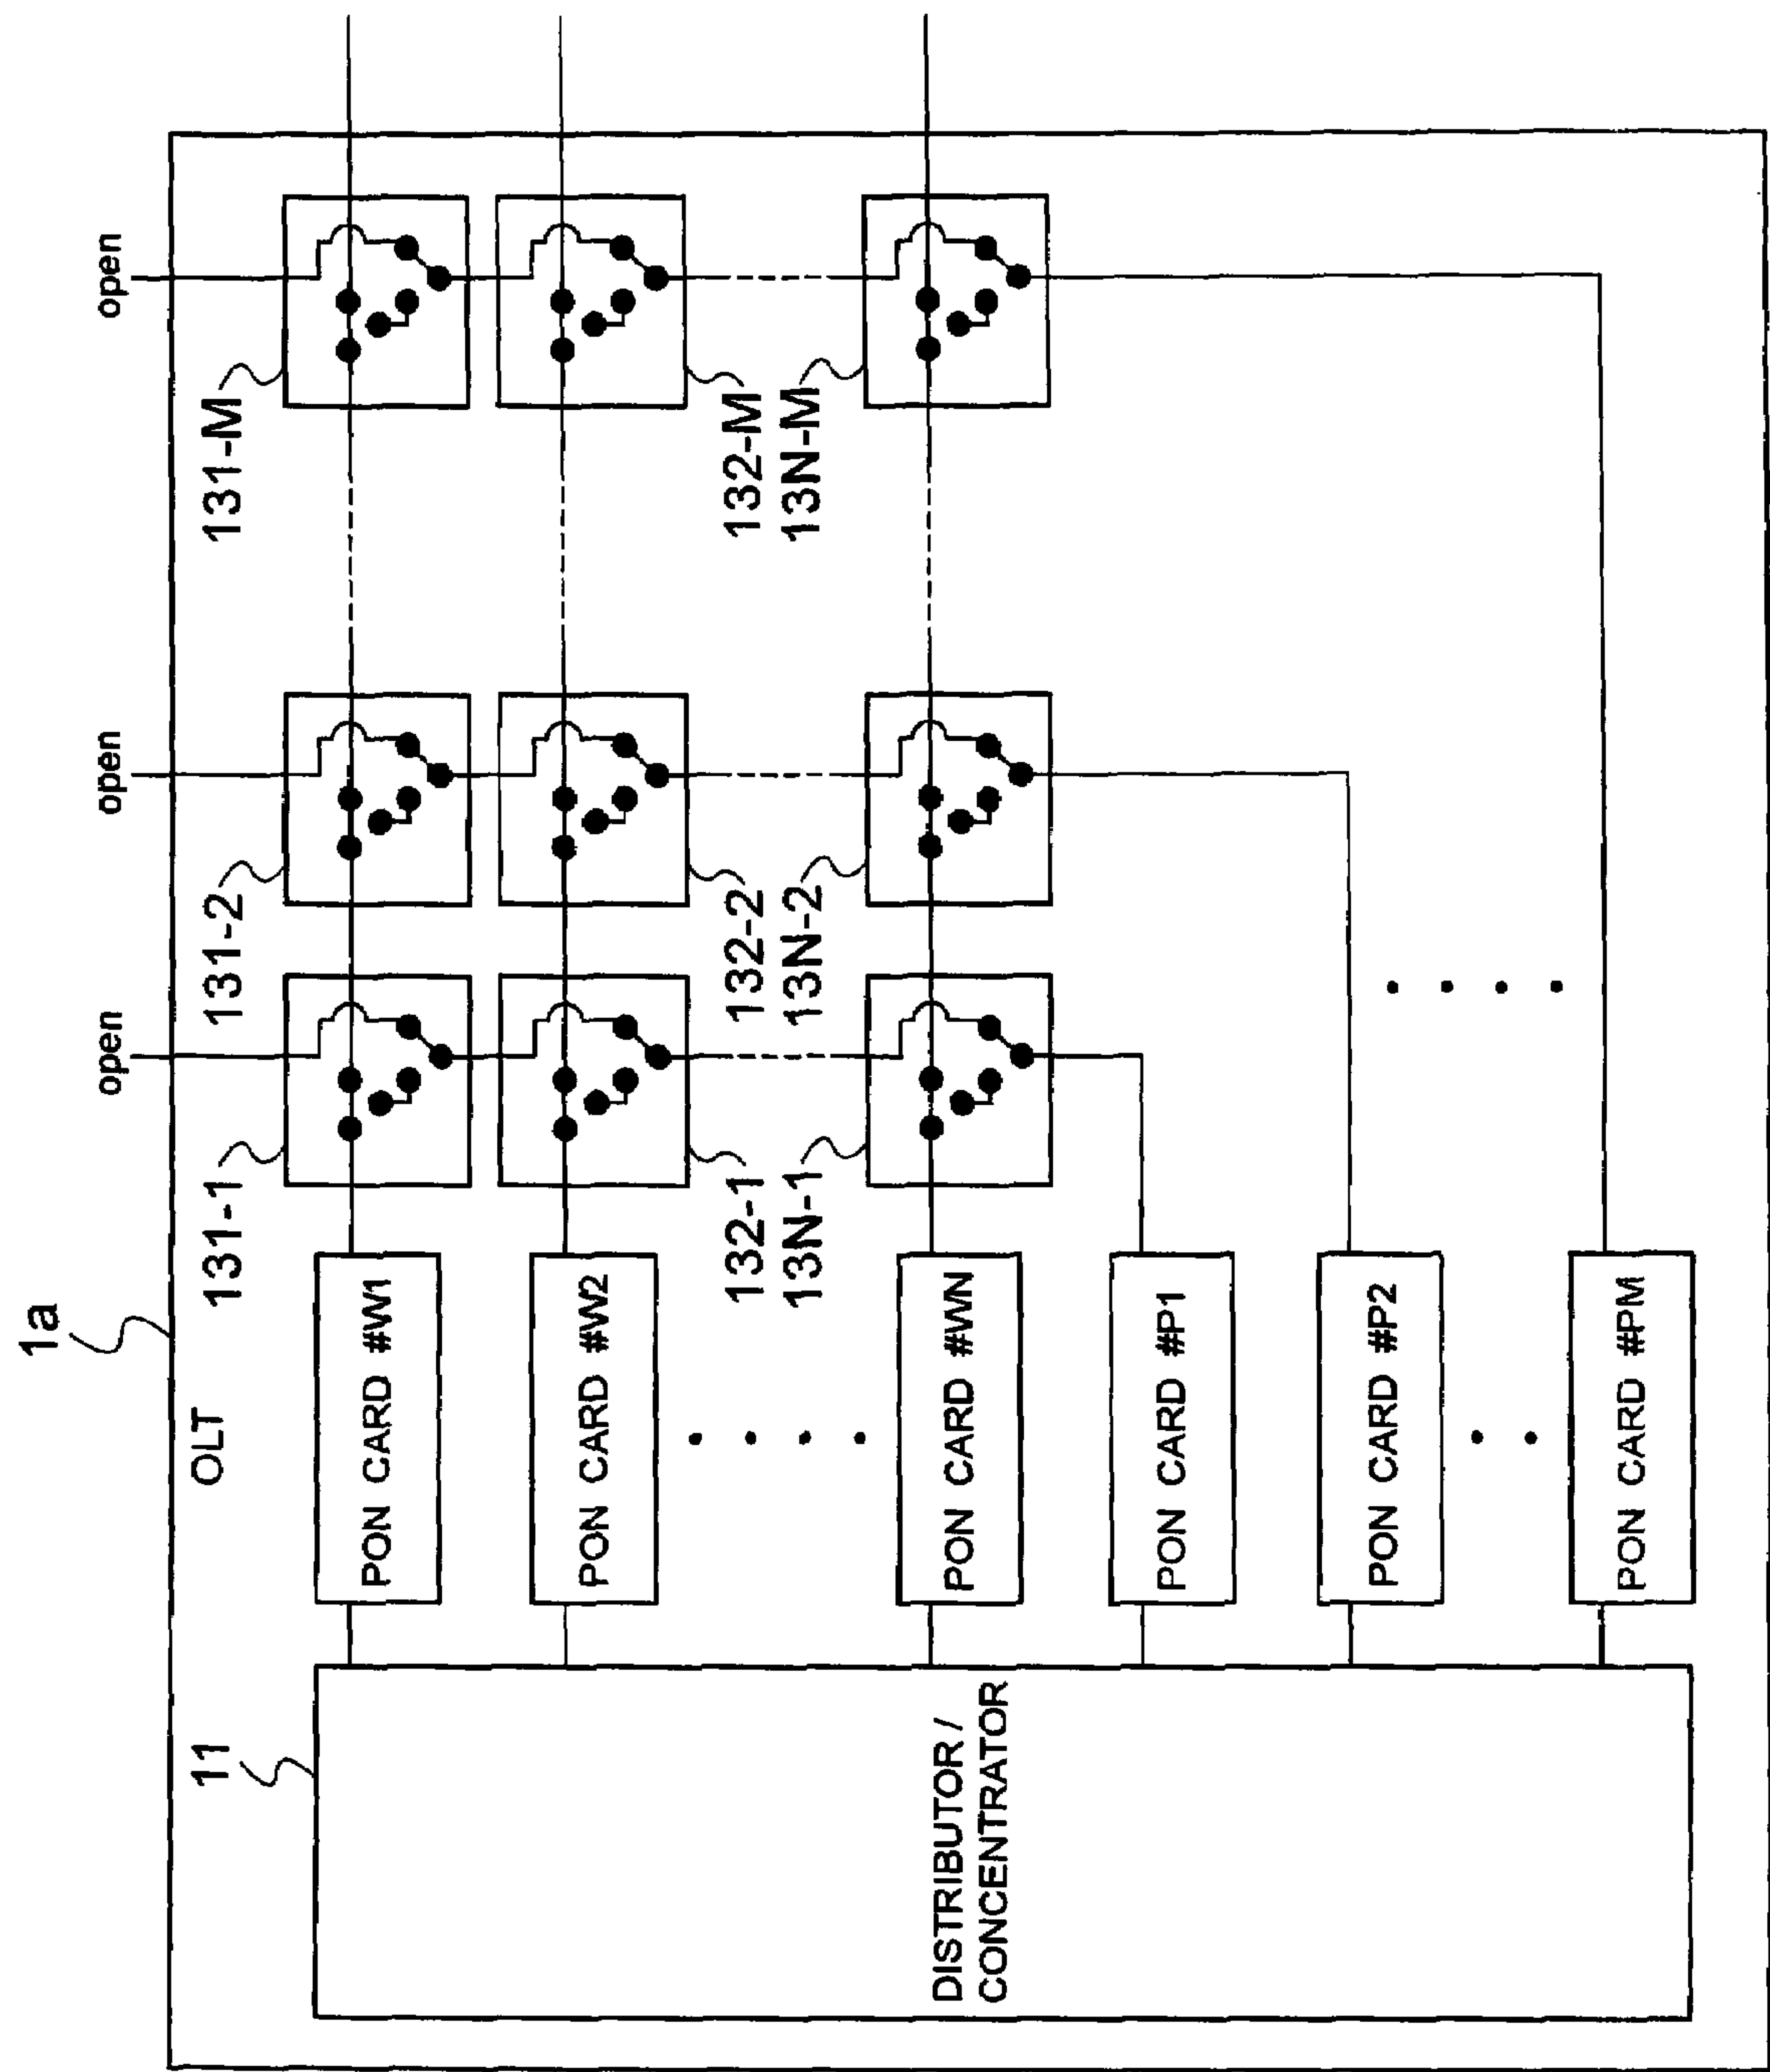 1a
OLT
11
DISTRIBUTOR /
CONCENTRATOR
PON CARD #W1
PON CARD #W2
PON CARD #WN
PON CARD #P1
PON CARD #P2
PON CARD #PM
open
open
open
131-1
131-2
131-M
132-1
132-2
132-M
13N-1
13N-2
13N-M